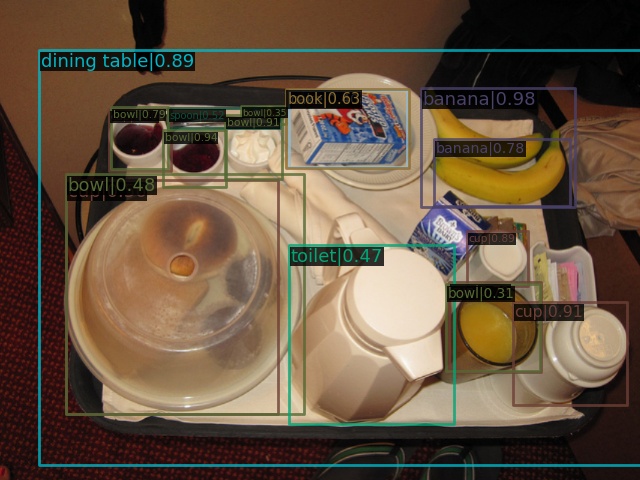 dining table|0.89
book|0.63
banana|0.98
bowl|0.79
spoon|0.52
bowl|0.35
bowl|0.91
bowl|0.94
banana|0.78
bowl|0.48
cup|0.89
toilet|0.47
bowl|0.31
cup|0.91